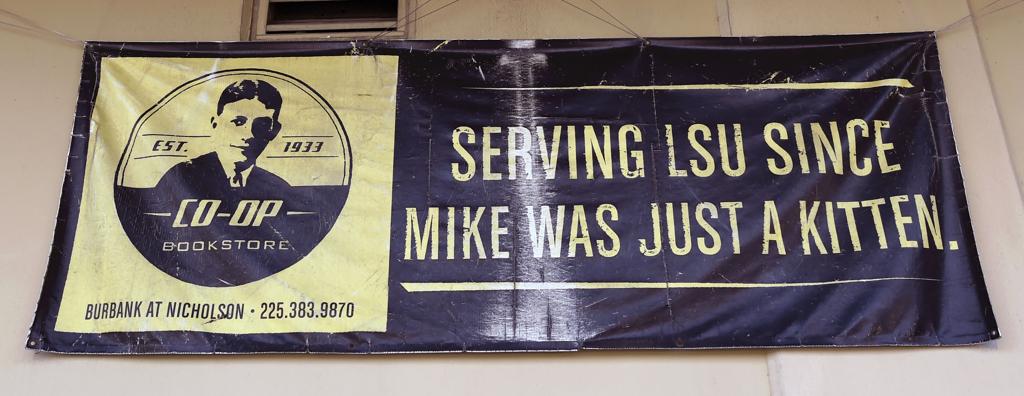 EST. 1933
CO-OP
BOOKSTORE
BURBANK AT NICHOLSON • 225.383.9870
SERVING LSU SINCE
MIKE WAS JUST A KITTEN.